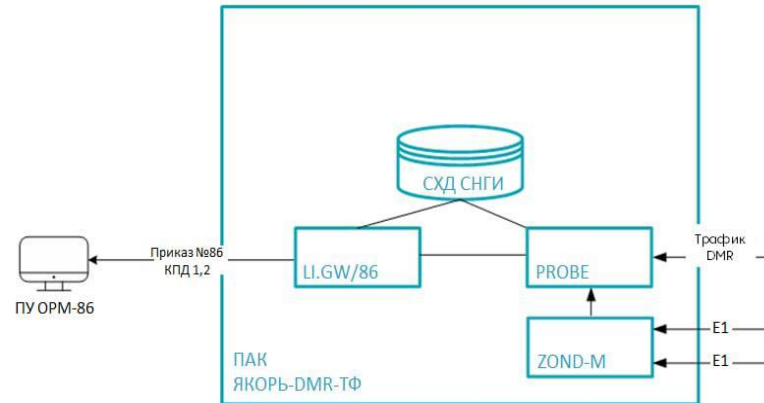 СХД СНГИ
Приказ №86
КПД 1,2
LI.GW/86
PROBE
Трафик
DMR
ПУ ОРМ-86
E1
ПАК
ZOND-M
ЯКОРЬ-DMR-ТФ
E1